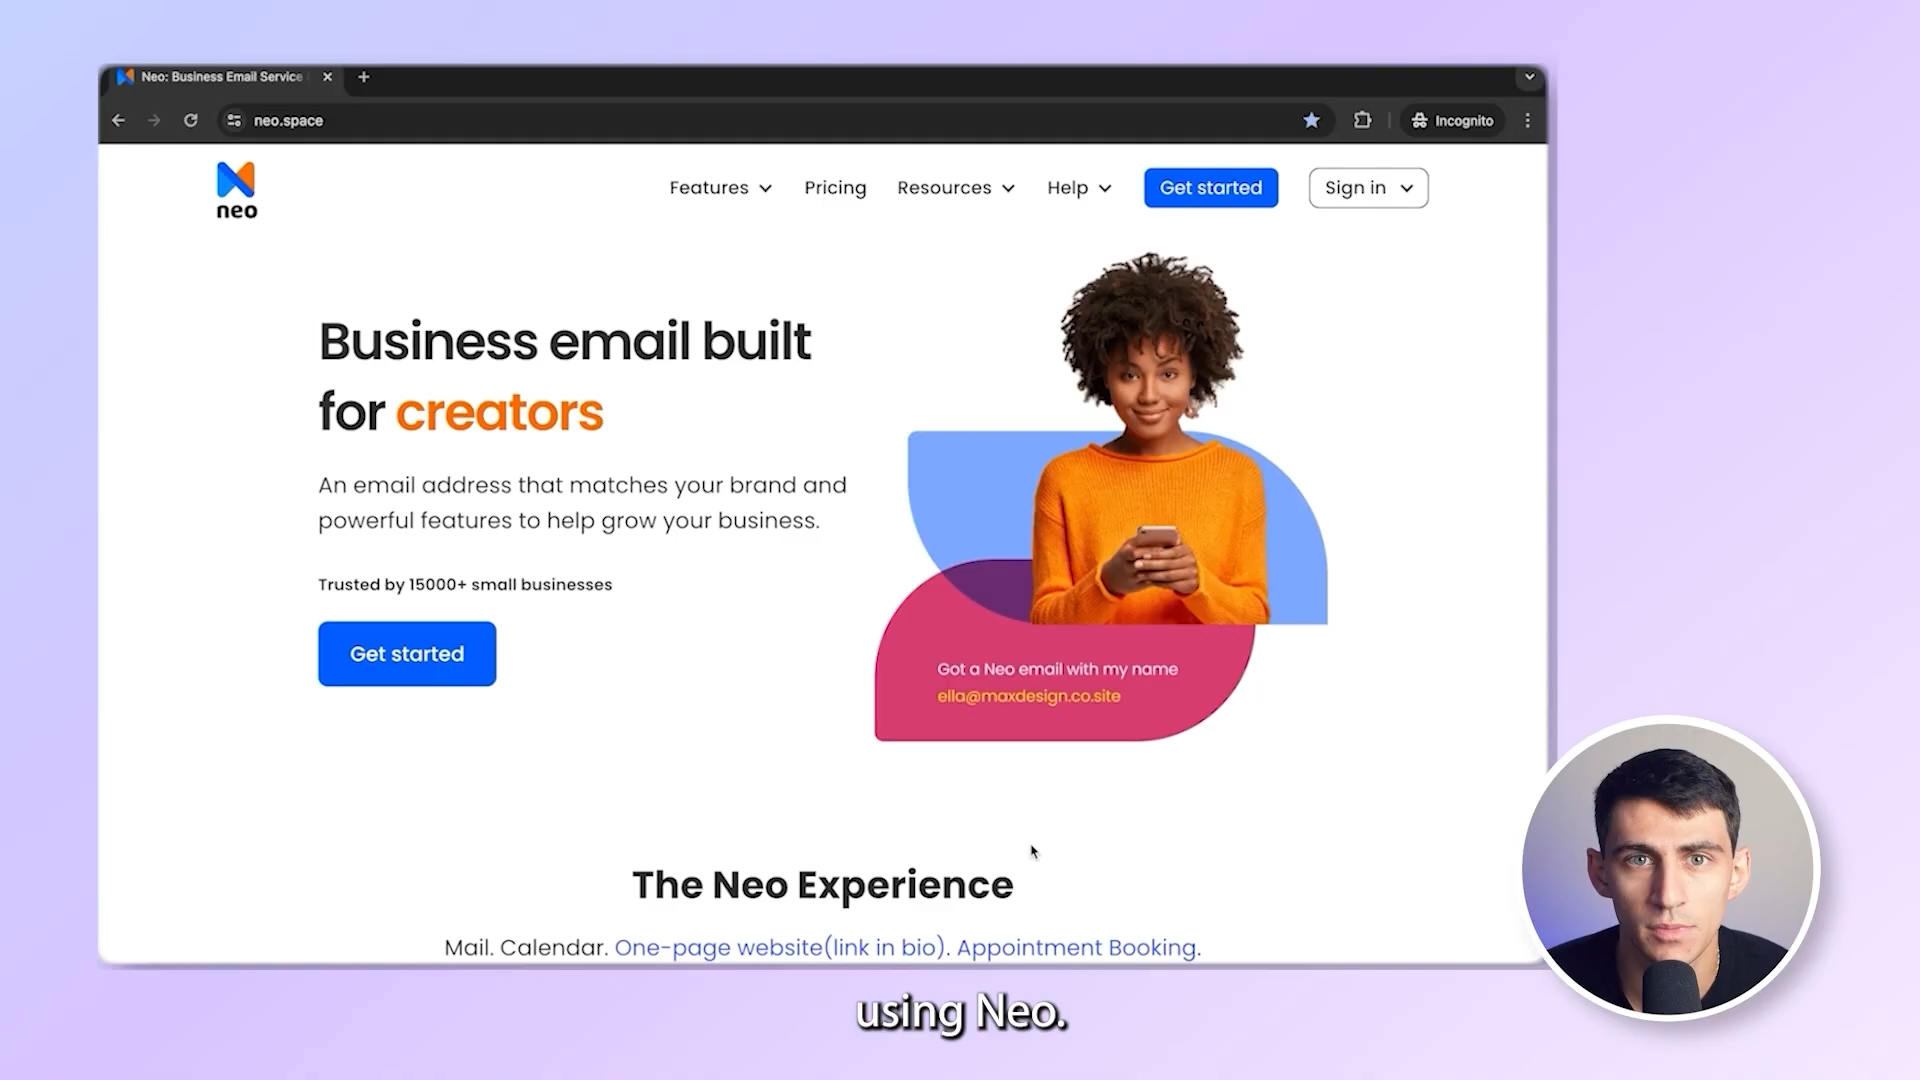 Neo: Business Email Service
neo.space
Incognito
neo
Features
Pricing
Resources
Help
Get started
Sign in
Business email built
for creators
An email address that matches your brand and
powerful features to help grow your business.
Trusted by 15000+ small businesses
Get started
Got a Neo email with my name
ella@maxdesign.co.site
The Neo Experience
Mail. Calendar. One-page website(link in bio). Appointment Booking.
using Neo.